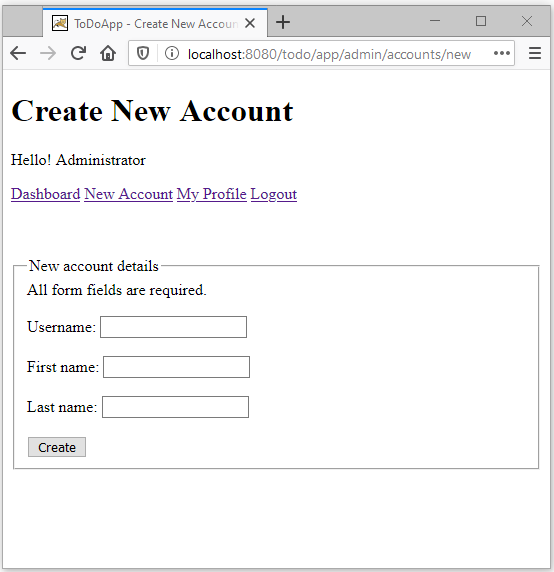 ToDoApp - Create New Accoun
localhost:8080/todo/app/admin/accounts/new
Create New Account
Hello! Administrator
Dashboard New Account My Profile Logout
New account details
All form fields are required.
Username:
First name:
Last name:
Create